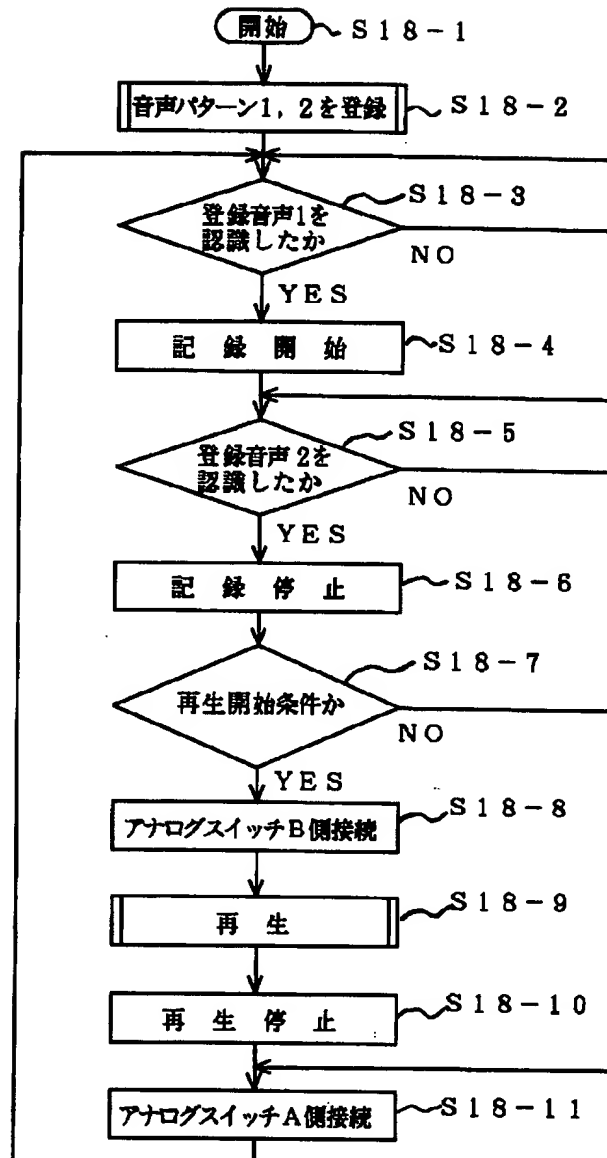 開始 S18-1
音声パターン1, 2を登録 S18-2
S18-3
登録音声1を
認識したか
NO
YES
記録開始 S18-4
S18-5
登録音声2を
認識したか
NO
YES
記録停止 S18-6
S18-7
再生開始条件か
NO
YES
アナログスイッチB側接続 S18-8
再生 S18-9
再生停止 S18-10
アナログスイッチA側接続 S18-11